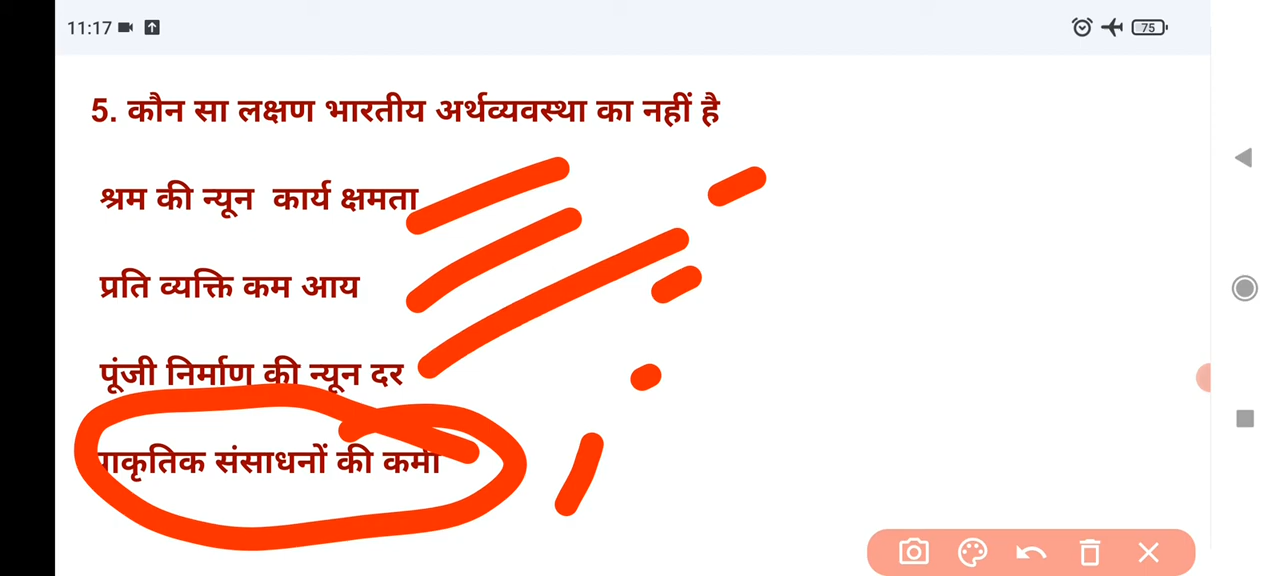 11:17
75
5. कौन सा लक्षण भारतीय अर्थव्यवस्था का नहीं है
श्रम की न्यून कार्य क्षमता
प्रति व्यक्ति कम आय
पूंजी निर्माण की न्यून दर
प्राकृतिक संसाधनों की कमी